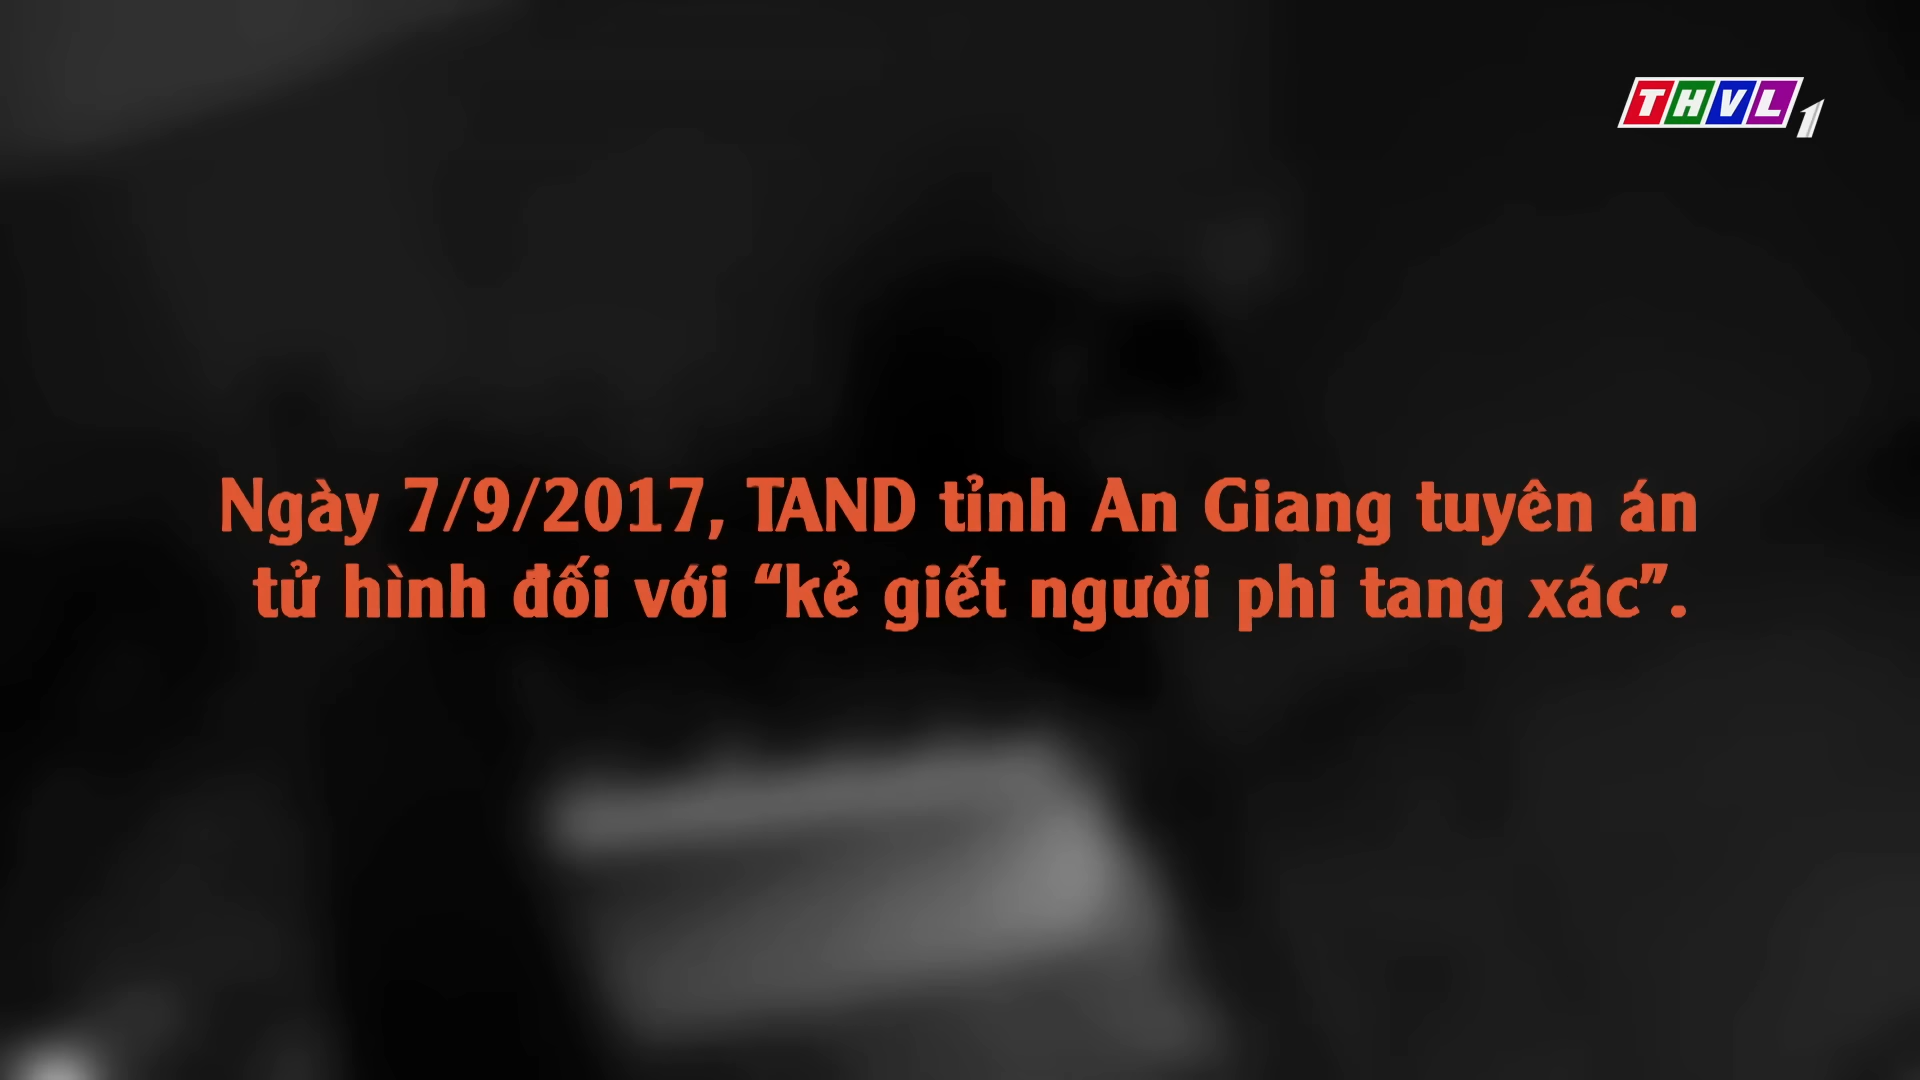 THVL1
Ngày 7/9/2017, TAND tỉnh An Giang tuyên án
tử hình đối với “kẻ giết người phi tang xác”.